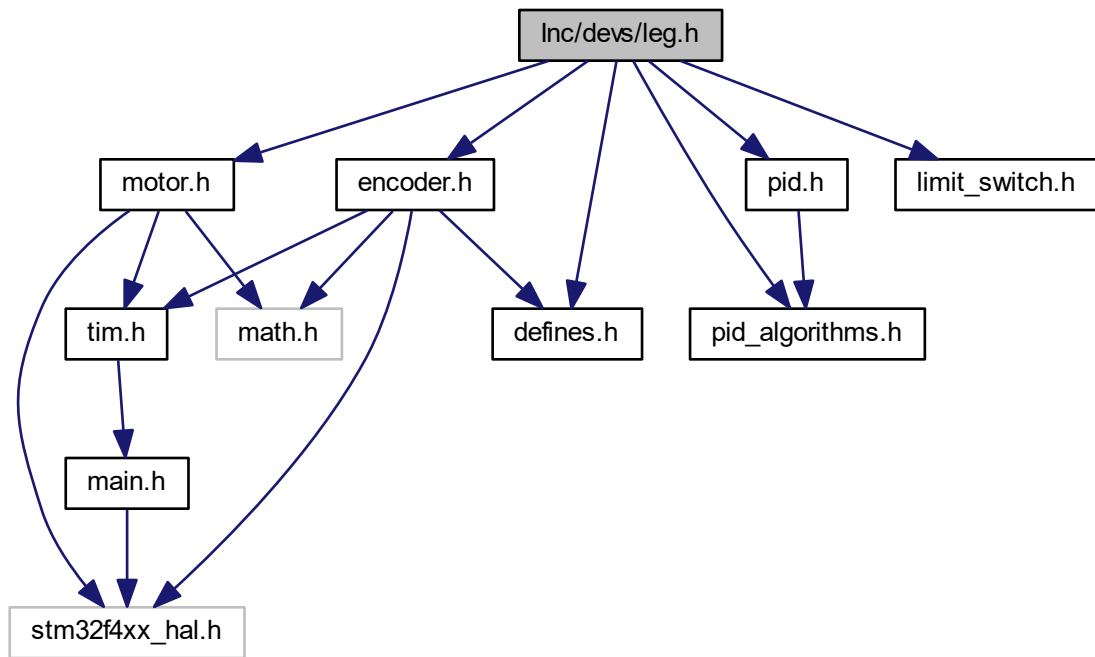 Inc/devs/leg.h
motor.h
encoder.h
pid.h
limit_switch.h
tim.h
math.h
defines.h
pid_algorithms.h
main.h
stm32f4xx_hal.h